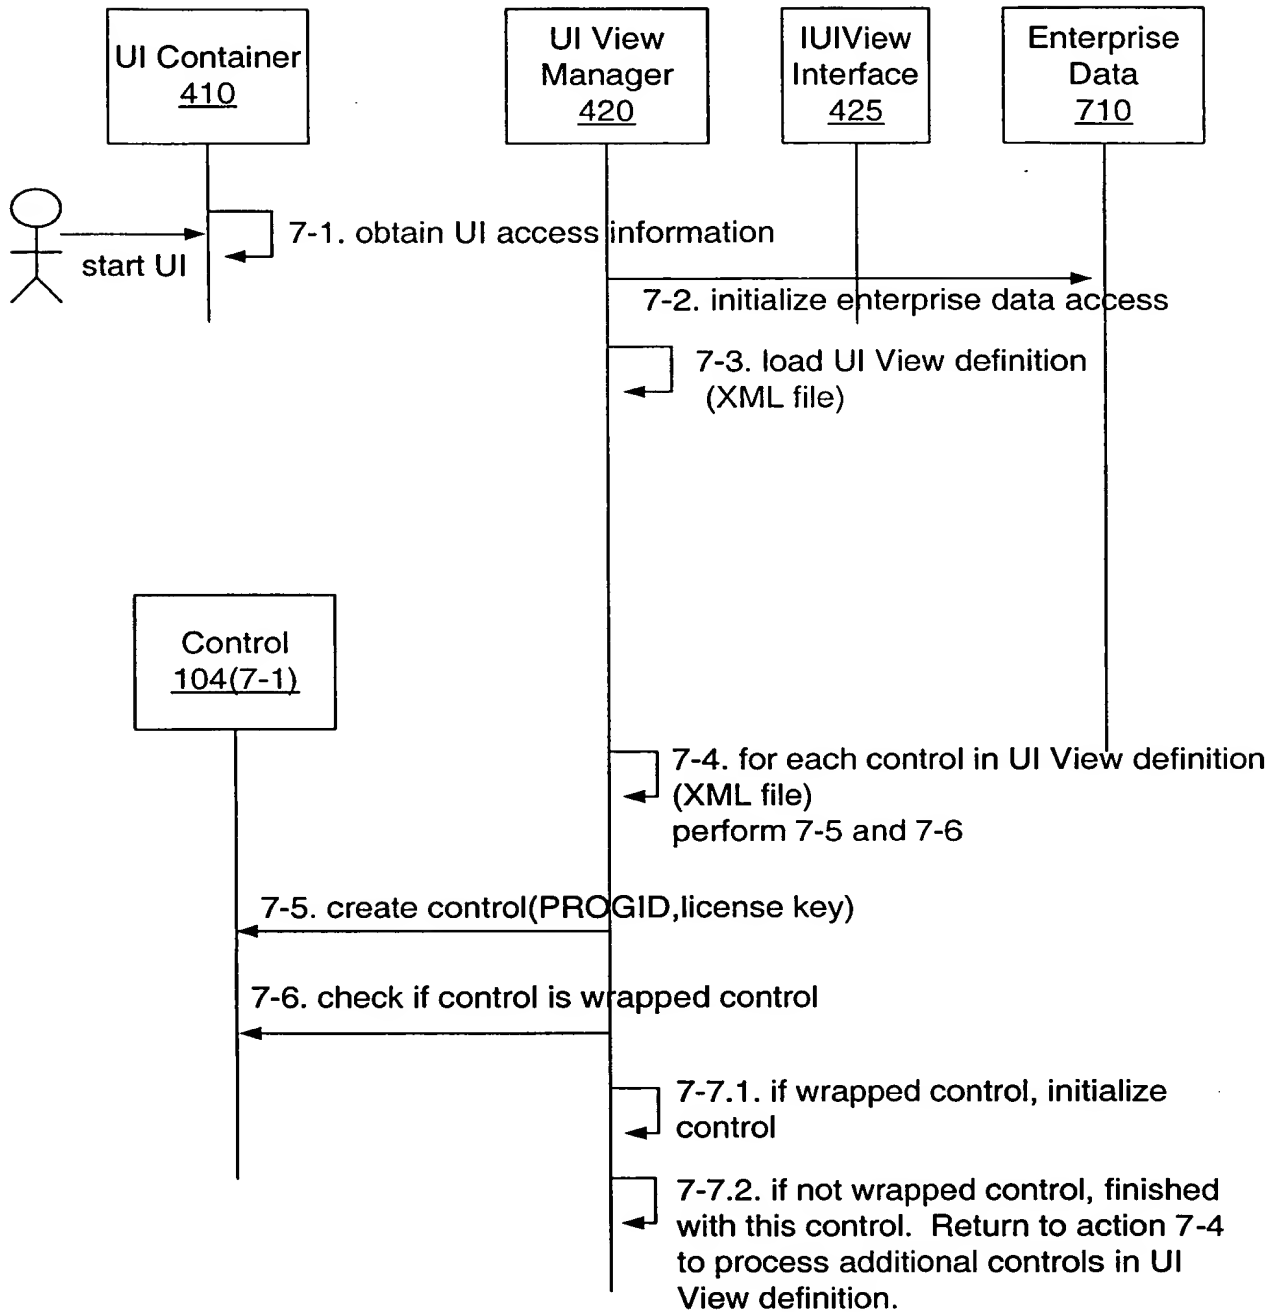 UI Container
410
UI View
Manager
420
IUIView
Interface
425
Enterprise
Data
710
start UI
7-1. obtain UI access information
7-2. initialize enterprise data access
7-3. load UI View definition
(XML file)
Control
104(7-1)
7-4. for each control in UI View definition
(XML file)
perform 7-5 and 7-6
7-5. create control(PROGID,license key)
7-6. check if control is wrapped control
7-7.1. if wrapped control, initialize
control
7-7.2. if not wrapped control, finished
with this control. Return to action 7-4
to process additional controls in UI
View definition.